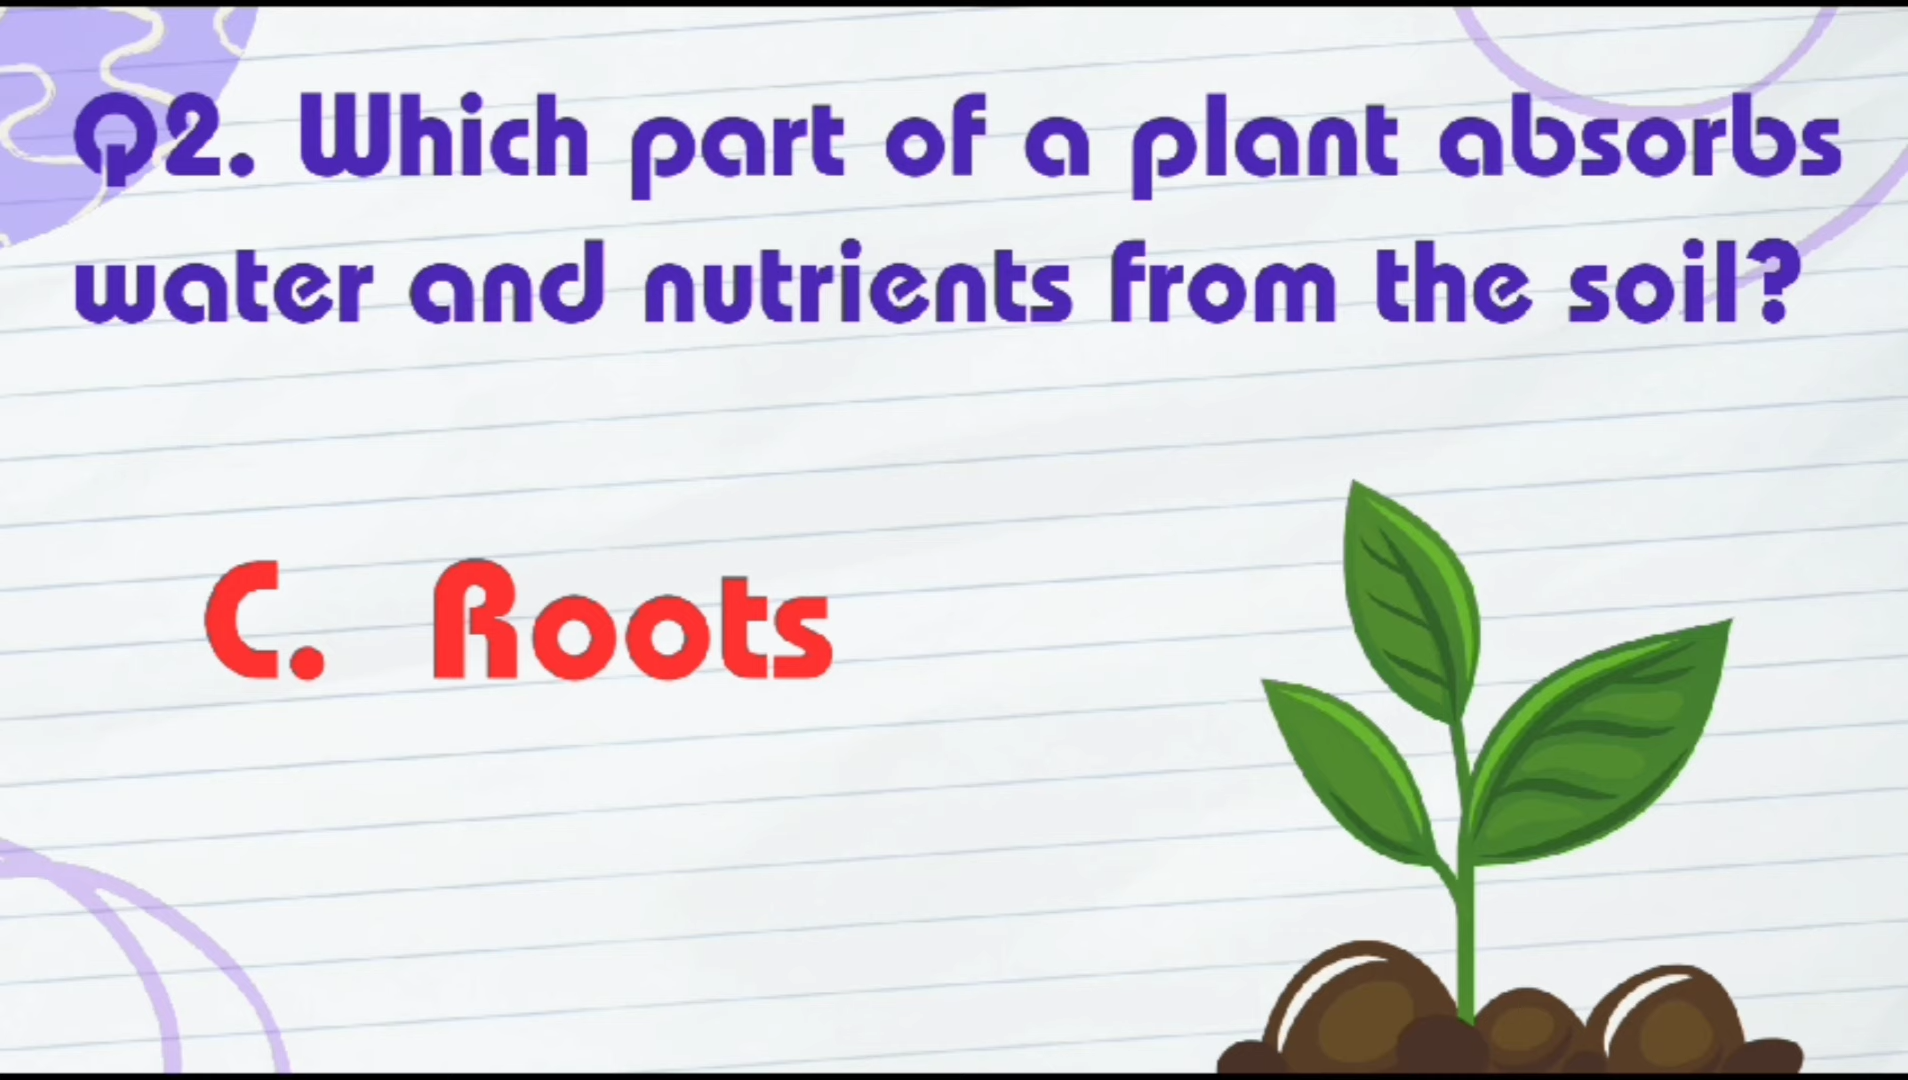 Q2. Which part of a plant absorbs
water and nutrients from the soil?
C. Roots